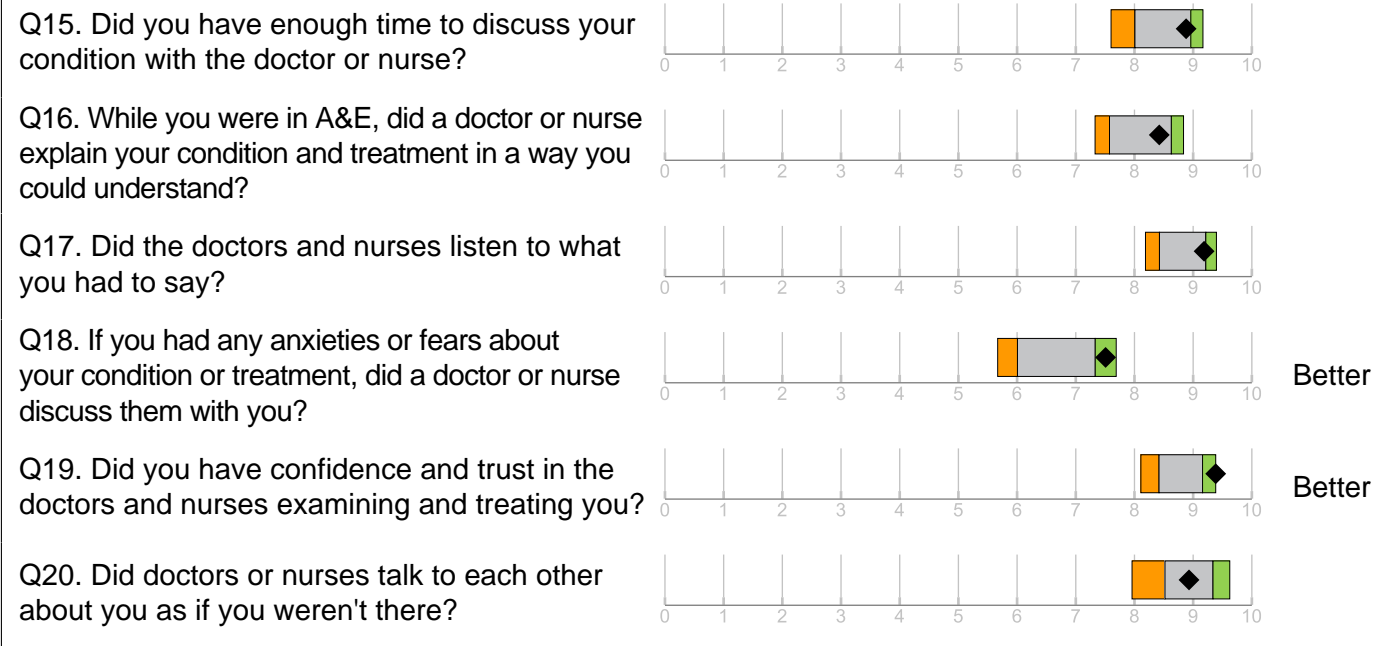 Q15. Did you have enough time to discuss your
condition with the doctor or nurse?
0 1 2 3 4 5 6 7 8 9 10
Q16. While you were in A&E, did a doctor or nurse
explain your condition and treatment in a way you
could understand?
0 1 2 3 4 5 6 7 8 9 10
Q17. Did the doctors and nurses listen to what
you had to say?
0 1 2 3 4 5 6 7 8 9 10
Q18. If you had any anxieties or fears about
your condition or treatment, did a doctor or nurse
discuss them with you?
0 1 2 3 4 5 6 7 8 9 10
Better
Q19. Did you have confidence and trust in the
doctors and nurses examining and treating you?
0 1 2 3 4 5 6 7 8 9 10
Better
Q20. Did doctors or nurses talk to each other
about you as if you weren't there?
0 1 2 3 4 5 6 7 8 9 10